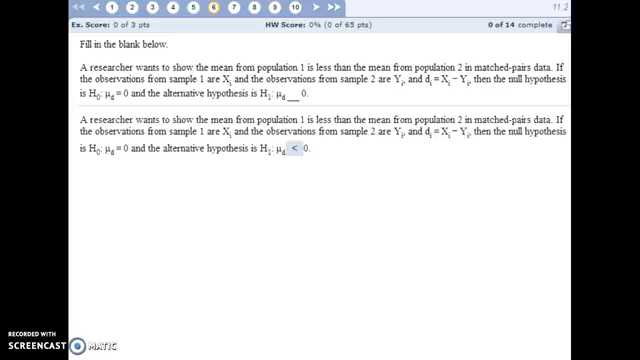 1 2 3 4 5 6 7 8 9 10 11.2
Ex. Score: 0 of 3 pts HW Score: 0% (0 of 65 pts) 0 of 14 complete
Fill in the blank below.
A researcher wants to show the mean from population 1 is less than the mean from population 2 in matched-pairs data. If
the observations from sample 1 are Xi and the observations from sample 2 are Yi, and di = Xi − Yi, then the null hypothesis
is H0: μd = 0 and the alternative hypothesis is H1: μd __ 0.
A researcher wants to show the mean from population 1 is less than the mean from population 2 in matched-pairs data. If
the observations from sample 1 are Xi and the observations from sample 2 are Yi, and di = Xi − Yi, then the null hypothesis
is H0: μd = 0 and the alternative hypothesis is H1: μd < 0.
RECORDED WITH
SCREENCAST MATIC